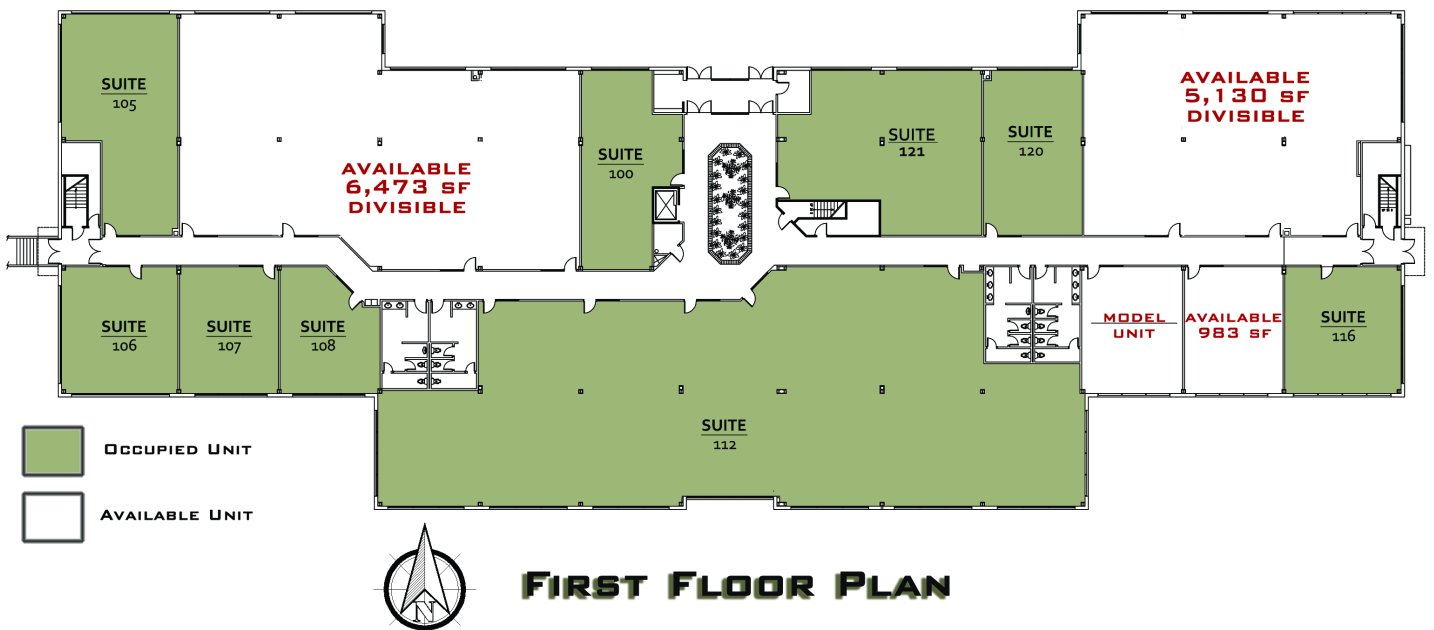 SUITE
105
AVAILABLE
6,473 SF
DIVISIBLE
SUITE
100
SUITE
121
SUITE
120
AVAILABLE
5,130 SF
DIVISIBLE
SUITE
106
SUITE
107
SUITE
108
SUITE
112
MODEL
UNIT
AVAILABLE
983 SF
SUITE
116
OCCUPIED UNIT
AVAILABLE UNIT
N
FIRST FLOOR PLAN